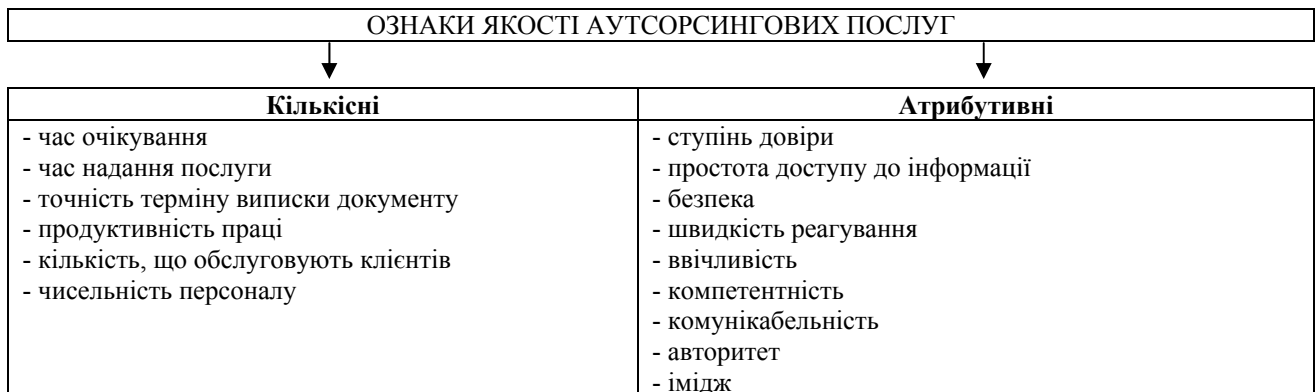 ОЗНАКИ ЯКОСТІ АУТСОРСИНГОВИХ ПОСЛУГ
Кількісні
- час очікування
- час надання послуги
- точність терміну виписки документу
- продуктивність праці
- кількість, що обслуговують клієнтів
- чисельність персоналу
Атрибутивні
- ступінь довіри
- простота доступу до інформації
- безпека
- швидкість реагування
- ввічливість
- компетентність
- комунікабельність
- авторитет
- імідж